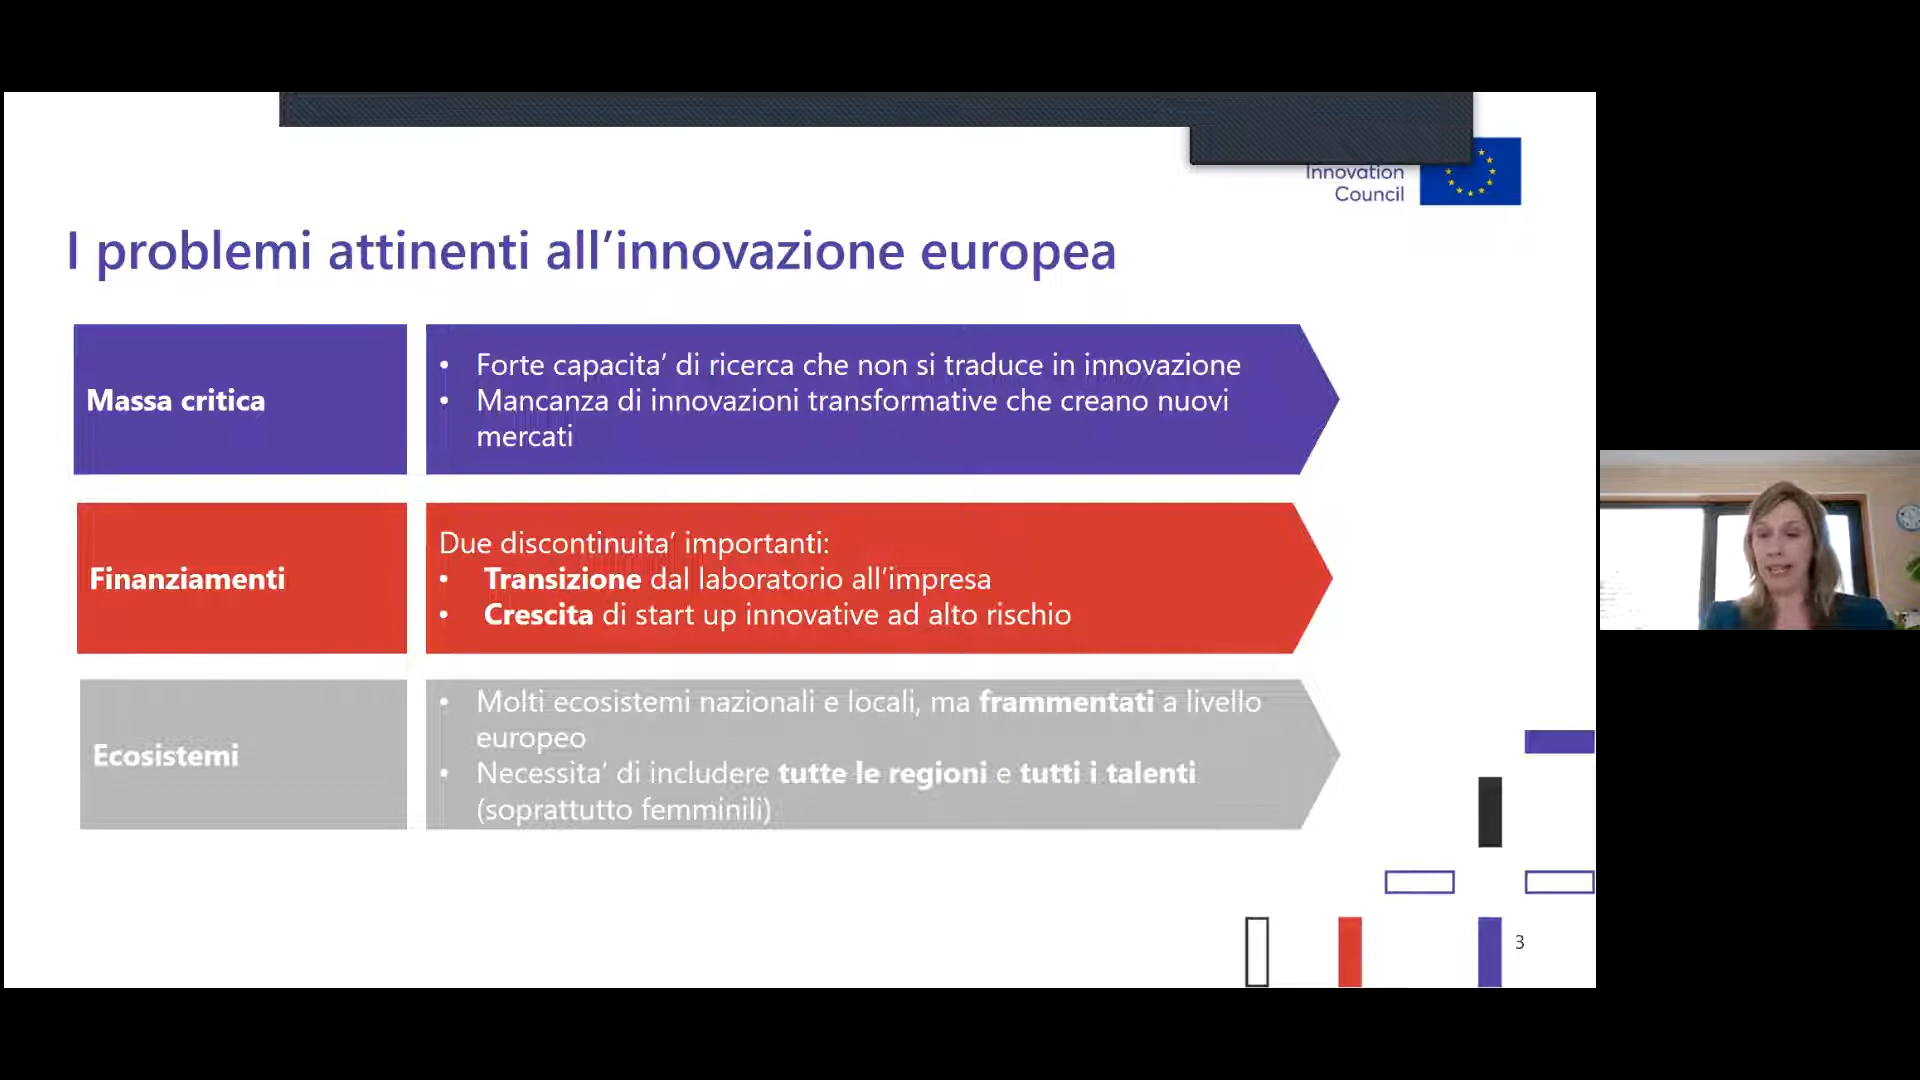 Innovation
Council
I problemi attinenti all’innovazione europea
Massa critica
• Forte capacita’ di ricerca che non si traduce in innovazione
• Mancanza di innovazioni transformative che creano nuovi
mercati
Finanziamenti
Due discontinuita’ importanti:
• Transizione dal laboratorio all’impresa
• Crescita di start up innovative ad alto rischio
Ecosistemi
• Molti ecosistemi nazionali e locali, ma frammentati a livello
europeo
• Necessita’ di includere tutte le regioni e tutti i talenti
(soprattutto femminili)
3